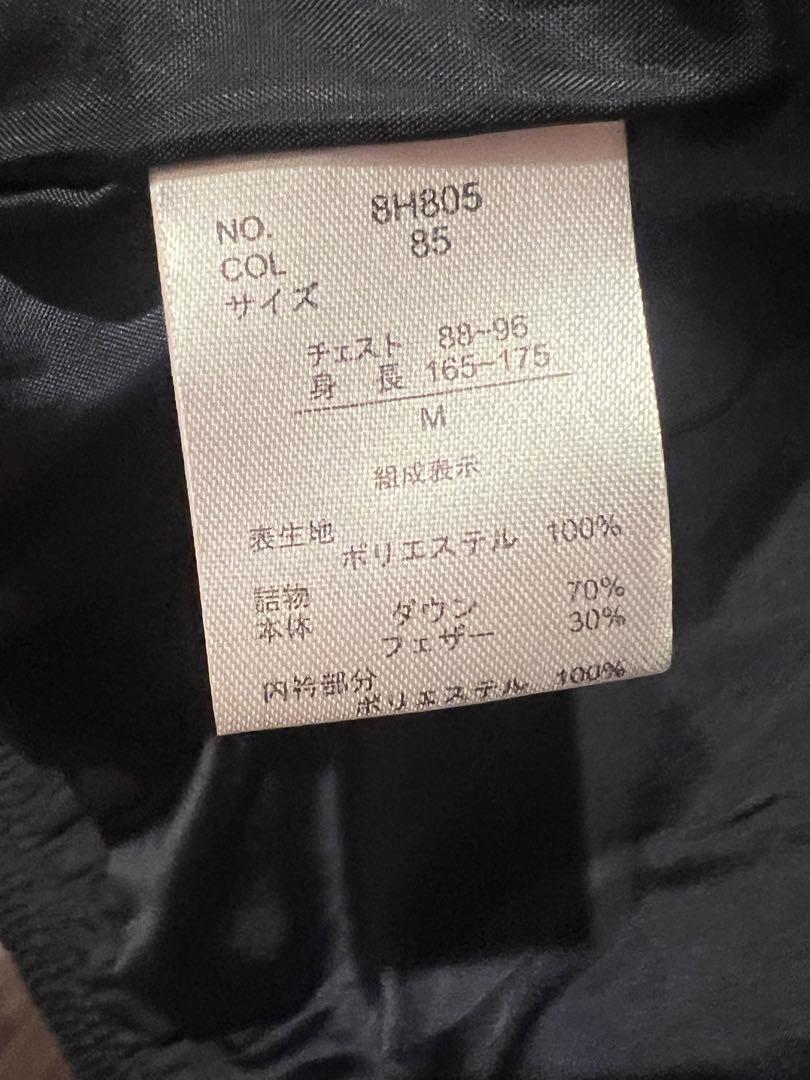 NO. 8H805
COL 85
サイズ
チェスト 88~96
身長 165~175
M
組成表示
表生地
ポリエステル 100%
詰物
本体 ダウン 70%
フェザー 30%
内衿部分
ポリエステル 100%